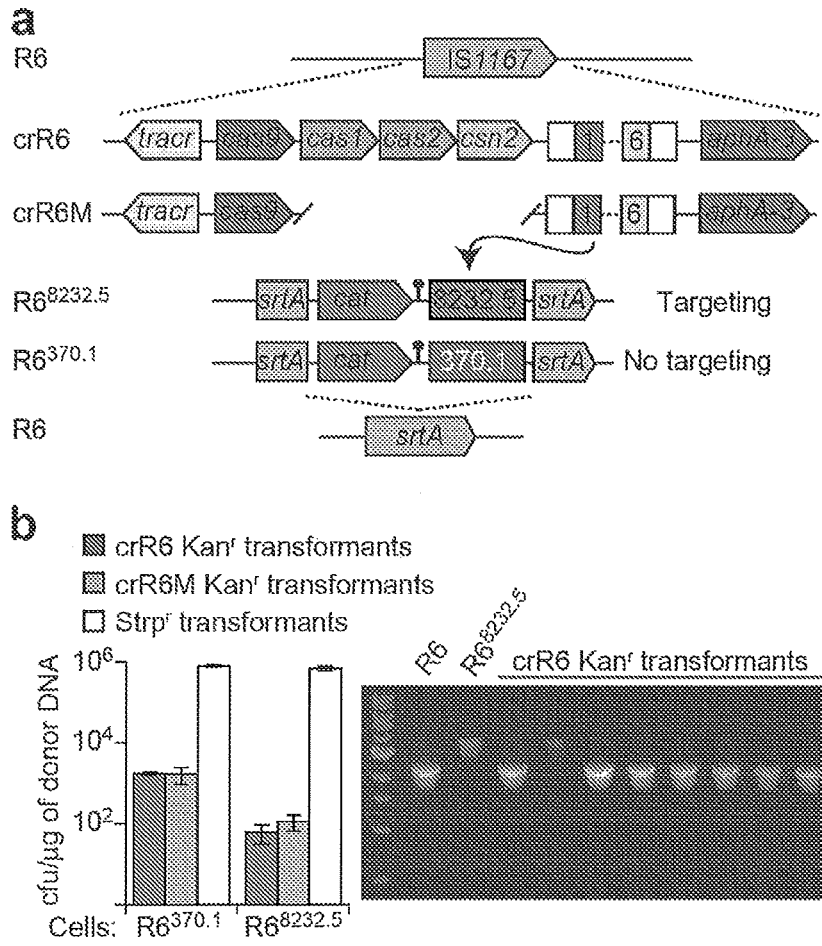 a
R6
IS1167
crR6
tracr cas9 cas1 cas2 csn2 1 6 aphA-3
crR6M
tracr cas9 1 6 aphA-3
R6^8232.5
srtA cat 8232.5 srtA Targeting
R6^370.1
srtA cat 370.1 srtA No targeting
R6
srtA
b
crR6 Kan^r transformants
crR6M Kan^r transformants
Strp^r transformants
cfu/µg of donor DNA
10^6
10^4
10^2
Cells: R6^370.1 R6^8232.5
R6 R6^8232.5 crR6 Kan^r transformants